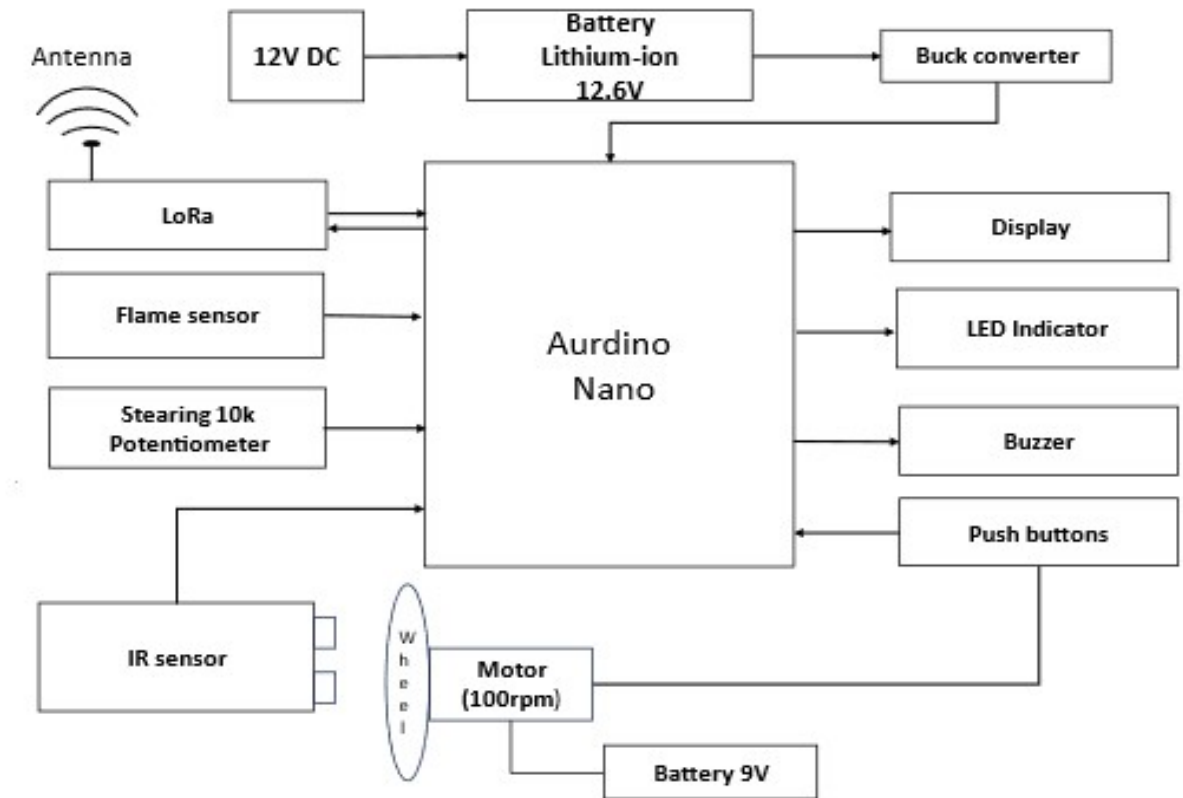 Antenna
12V DC
Battery
Lithium-ion
12.6V
Buck converter
LoRa
Flame sensor
Stearing 10k
Potentiometer
Aurdino
Nano
Display
LED Indicator
Buzzer
Push buttons
IR sensor
Wheel
Motor
(100rpm)
Battery 9V